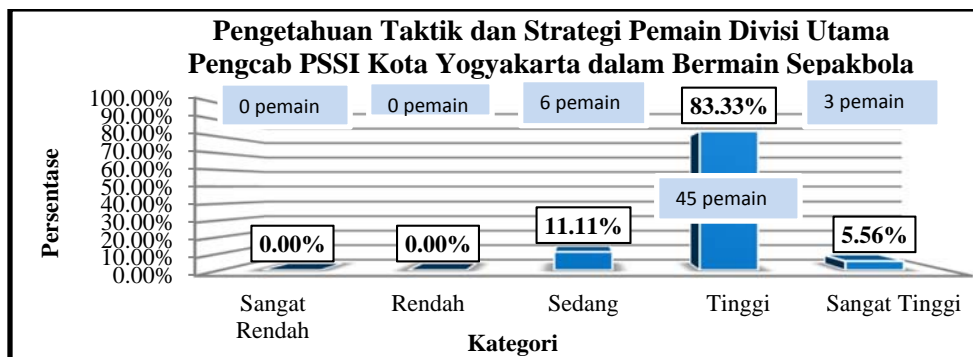 Pengetahuan Taktik dan Strategi Pemain Divisi Utama
Pengcab PSSI Kota Yogyakarta dalam Bermain Sepakbola
0 pemain
0 pemain
6 pemain
83.33%
3 pemain
45 pemain
11.11%
0.00%
0.00%
5.56%
Persentase
100.00%
90.00%
80.00%
70.00%
60.00%
50.00%
40.00%
30.00%
20.00%
10.00%
0.00%
Sangat
Rendah
Rendah
Sedang
Tinggi
Sangat Tinggi
Kategori